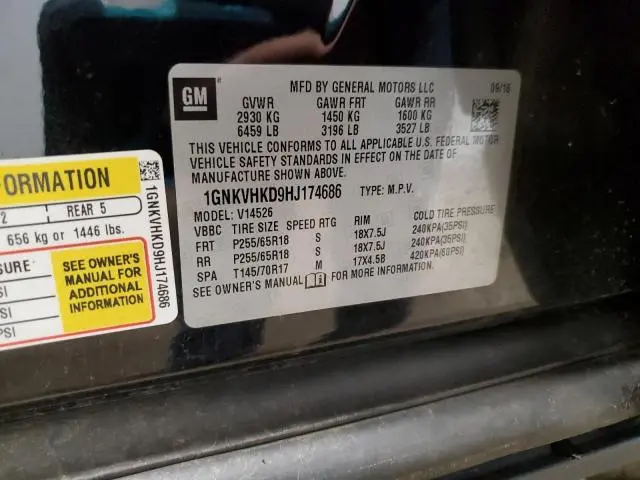 GM
MFD BY GENERAL MOTORS LLC 09/16
GVWR GAWR FRT GAWR RR
2930 KG 1450 KG 1600 KG
6459 LB 3196 LB 3527 LB
THIS VEHICLE CONFORMS TO ALL APPLICABLE U.S. FEDERAL MOTOR
VEHICLE SAFETY STANDARDS IN EFFECT ON THE DATE OF
MANUFACTURE SHOWN ABOVE.
1GNKVHKD9HJ174686 TYPE: M.P.V.
MODEL: V14526
VBBC TIRE SIZE SPEED RTG RIM COLD TIRE PRESSURE
FRT P255/65R18 S 18X7.5J 240KPA(35PSI)
RR P255/65R18 S 18X7.5J 240KPA(35PSI)
SPA T145/70R17 M 17X4.5B 420KPA(60PSI)
SEE OWNER'S MANUAL FOR MORE INFORMATION.
ORMATION
2 REAR 5
656 kg or 1446 lbs.
SURE
SI
SI
PSI
SEE OWNER'S
MANUAL FOR
ADDITIONAL
INFORMATION
1GNKVHKD9HJ174686